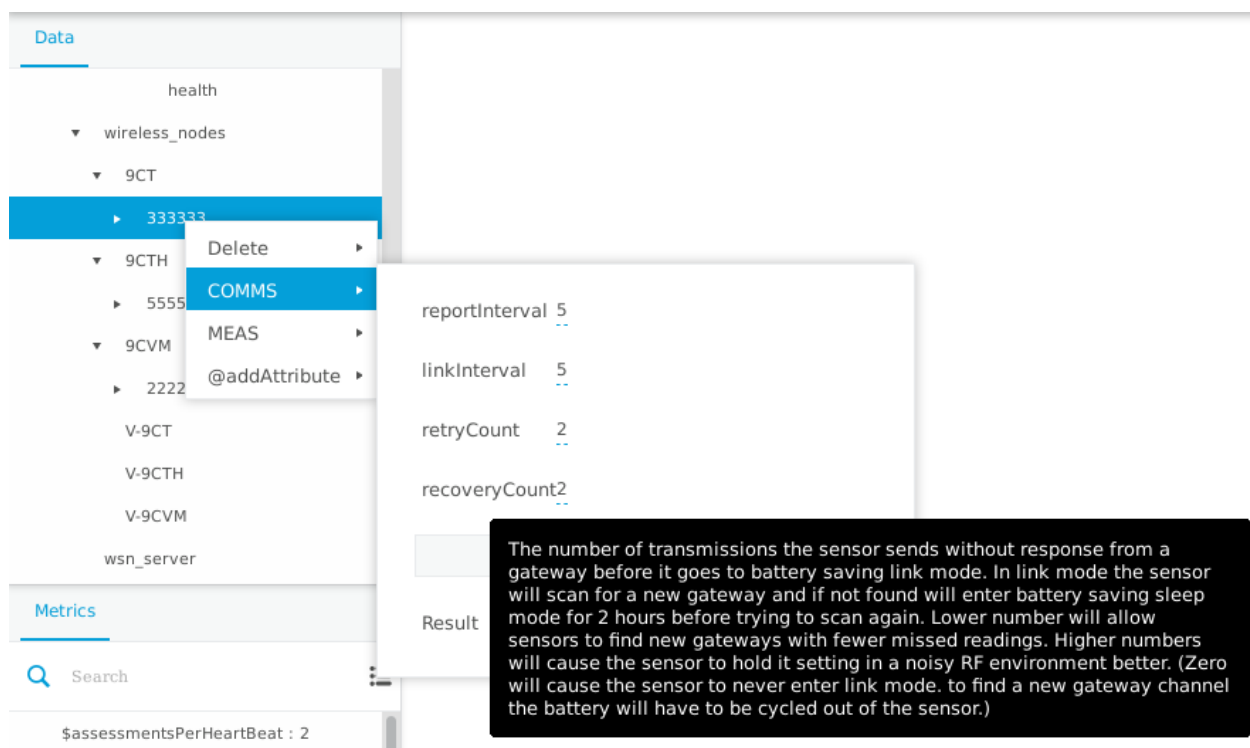 Data
health
wireless_nodes
9CT
333333
9CTH
5555
9CVM
2222
V-9CT
V-9CTH
V-9CVM
wsn_server
Delete
COMMS
MEAS
@addAttribute
reportInterval 5
linkInterval 5
retryCount 2
recoveryCount2
Result
The number of transmissions the sensor sends without response from a
gateway before it goes to battery saving link mode. In link mode the sensor
will scan for a new gateway and if not found will enter battery saving sleep
mode for 2 hours before trying to scan again. Lower number will allow
sensors to find new gateways with fewer missed readings. Higher numbers
will cause the sensor to hold it setting in a noisy RF environment better. (Zero
will cause the sensor to never enter link mode. to find a new gateway channel
the battery will have to be cycled out of the sensor.)
Metrics
Search
$assessmentsPerHeartBeat : 2